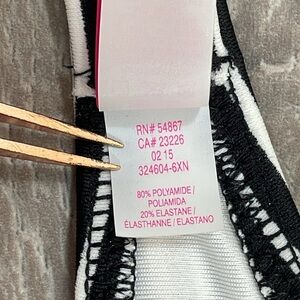 RN# 54867
CA# 23226
02 15
324604-6XN
80% POLYAMIDE /
POLIAMIDA
20% ELASTANE /
ÉLASTHANNE / ELASTANO